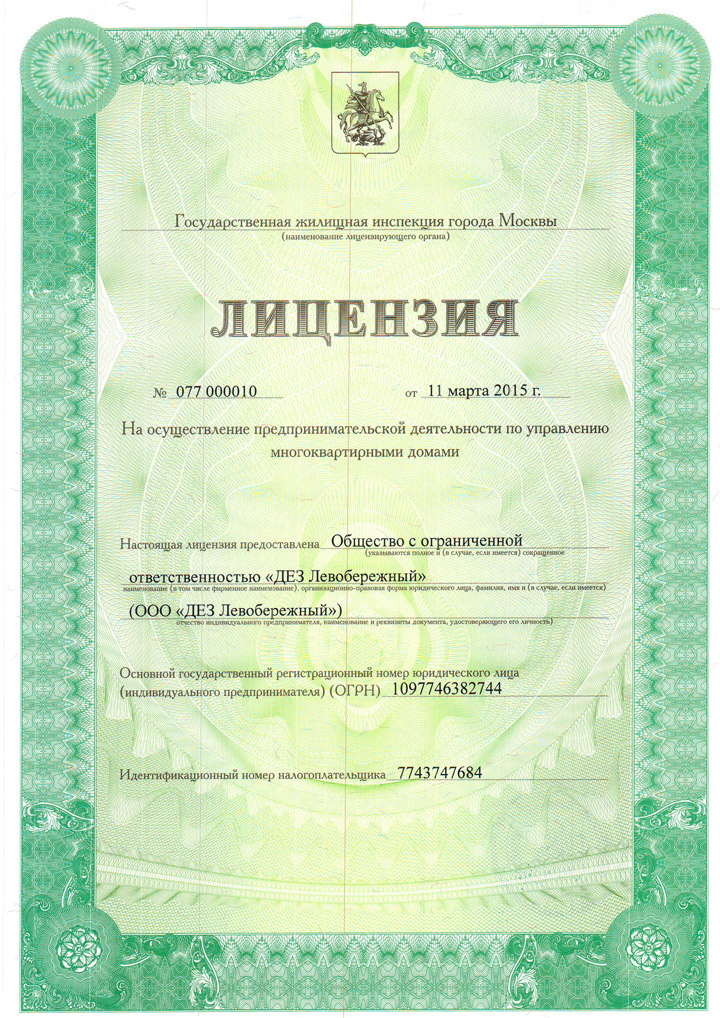 Государственная жилищная инспекция города Москвы
(наименование лицензирующего органа)
ЛИЦЕНЗИЯ
№ 077 000010 от 11 марта 2015 г.
На осуществление предпринимательской деятельности по управлению
многоквартирными домами
Настоящая лицензия предоставлена Общество с ограниченной
(указываются полное и (в случае, если имеется) сокращенное
ответственностью «ДЕЗ Левобережный»
наименование (в том числе фирменное наименование), организационно-правовая форма юридического лица, фамилия, имя и (в случае, если имеется)
(ООО «ДЕЗ Левобережный»)
отчество индивидуального предпринимателя, наименование и реквизиты документа, удостоверяющего его личность)
Основной государственный регистрационный номер юридического лица
(индивидуального предпринимателя) (ОГРН) 1097746382744
Идентификационный номер налогоплательщика 7743747684